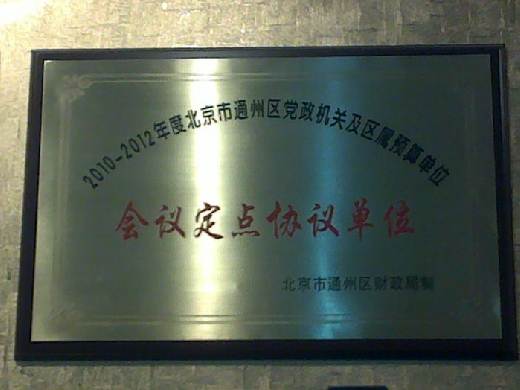 2010-2012年度北京市通州区党政机关及区属预算单位
会议定点协议单位
北京市通州区财政局制